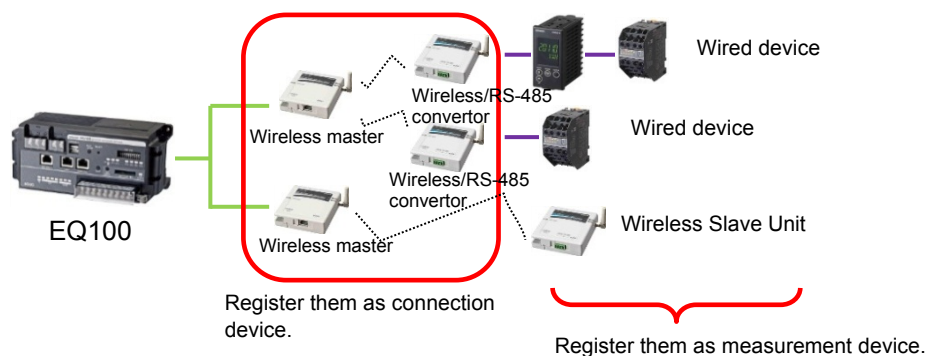 Wired device
Wireless/RS-485
convertor
Wireless master
Wired device
Wireless/RS-485
convertor
EQ100
Wireless master
Wireless Slave Unit
Register them as connection
device.
Register them as measurement device.